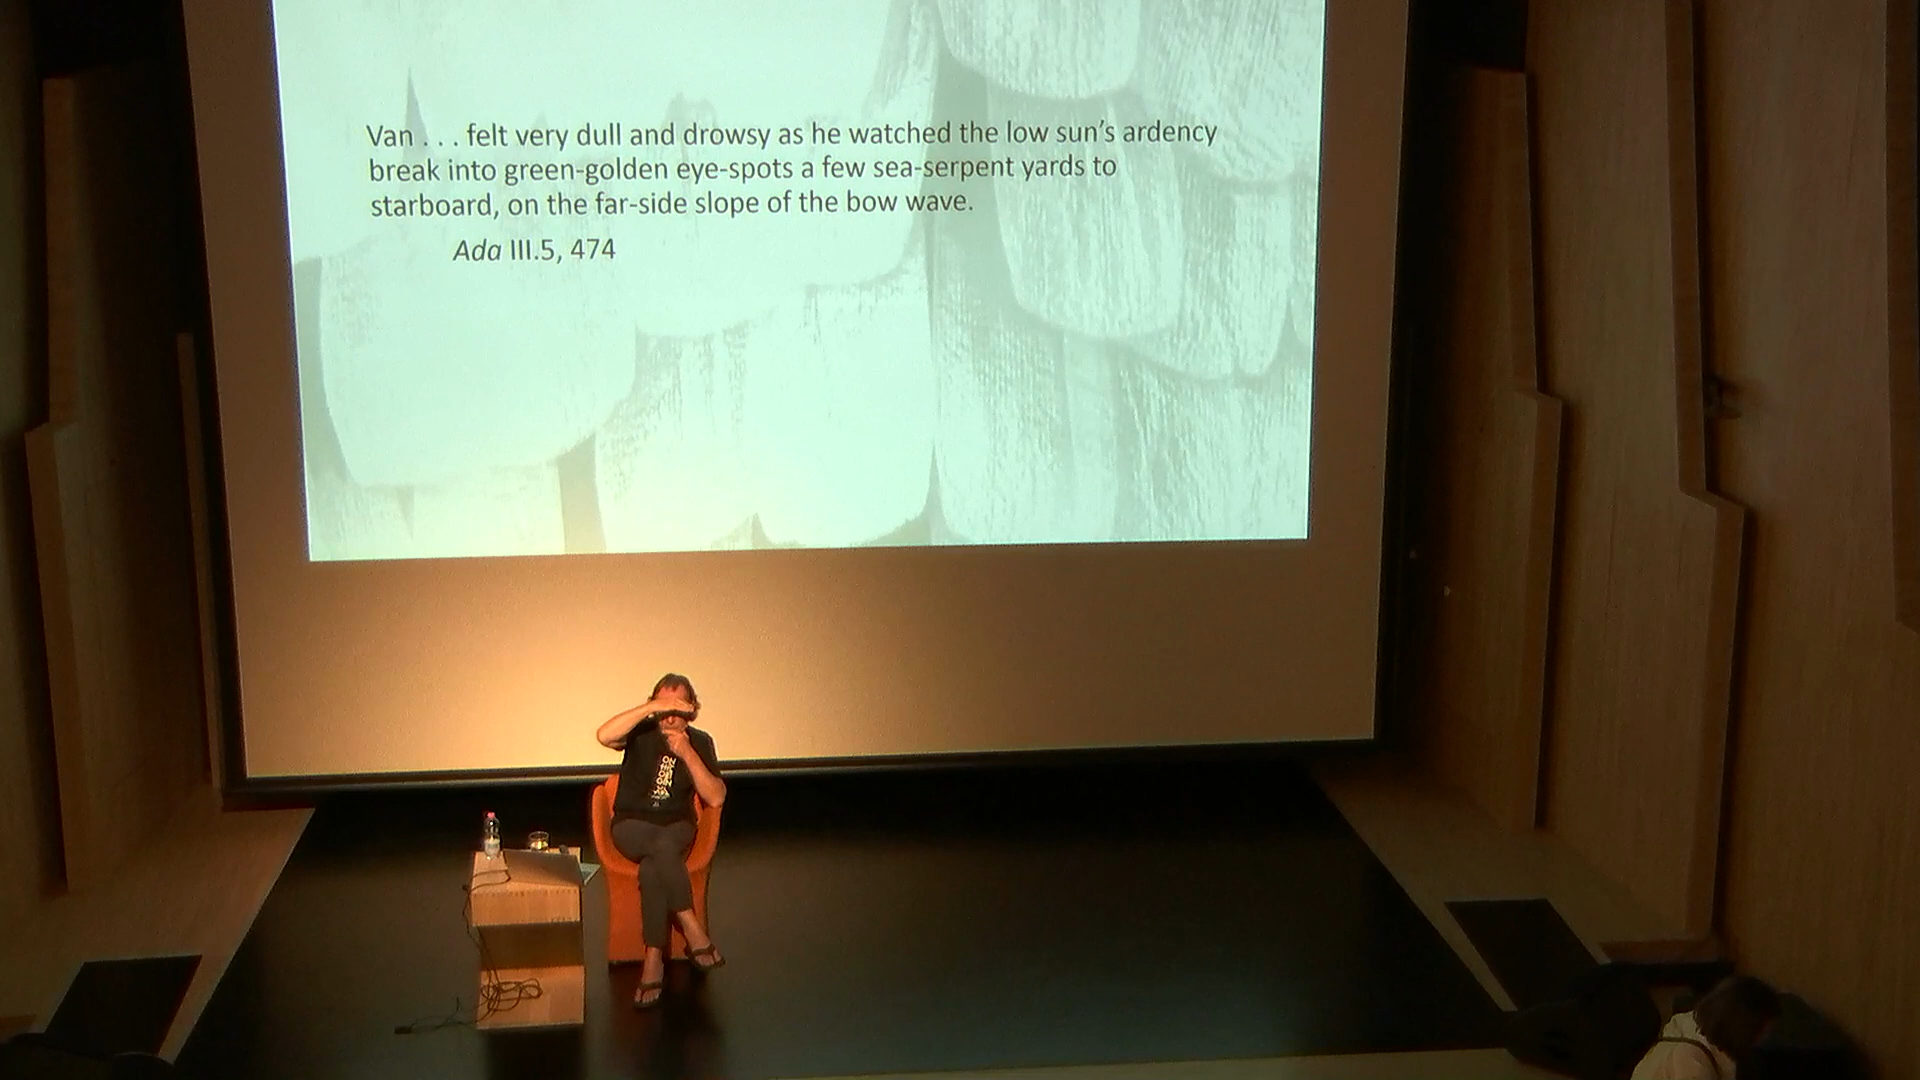 Van . . . felt very dull and drowsy as he watched the low sun's ardency
break into green-golden eye-spots a few sea-serpent yards to
starboard, on the far-side slope of the bow wave.
Ada III.5, 474